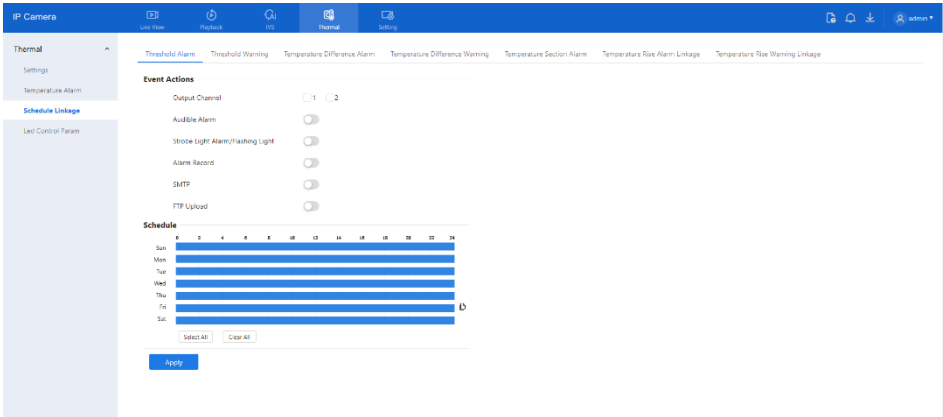 IP Camera
Live View Playback IVS Thermal Setting
admin
Thermal
Settings
Temperature Alarm
Schedule Linkage
Led Control Param
Threshold Alarm Threshold Warning Temperature Difference Alarm Temperature Difference Warning Temperature Section Alarm Temperature Rise Alarm Linkage Temperature Rise Warning Linkage
Event Actions
Output Channel 1 2
Audible Alarm
Strobe Light Alarm/Flashing Light
Alarm Record
SMTP
FTP Upload
Schedule
0 2 4 6 8 10 12 14 16 18 20 22 24
Sun
Mon
Tue
Wed
Thu
Fri
Sat
Select All Clear All
Apply